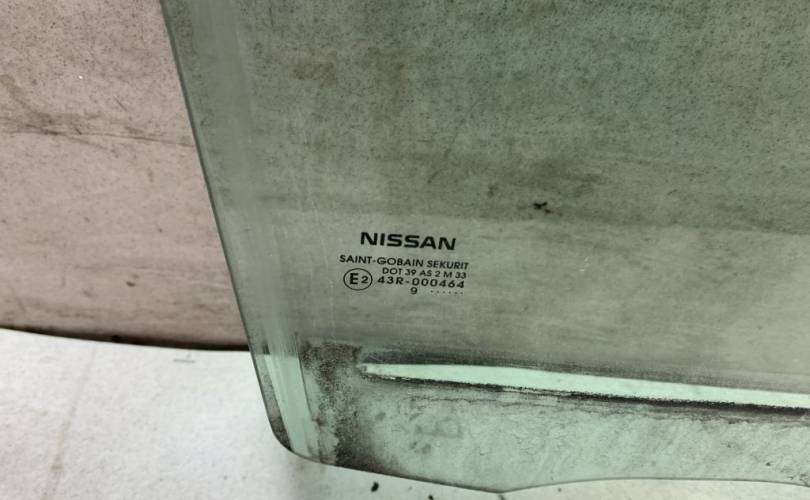 NISSAN
SAINT-GOBAIN SEKURIT
DOT 39 AS 2 M 33
E2 43R-000464
9 ......